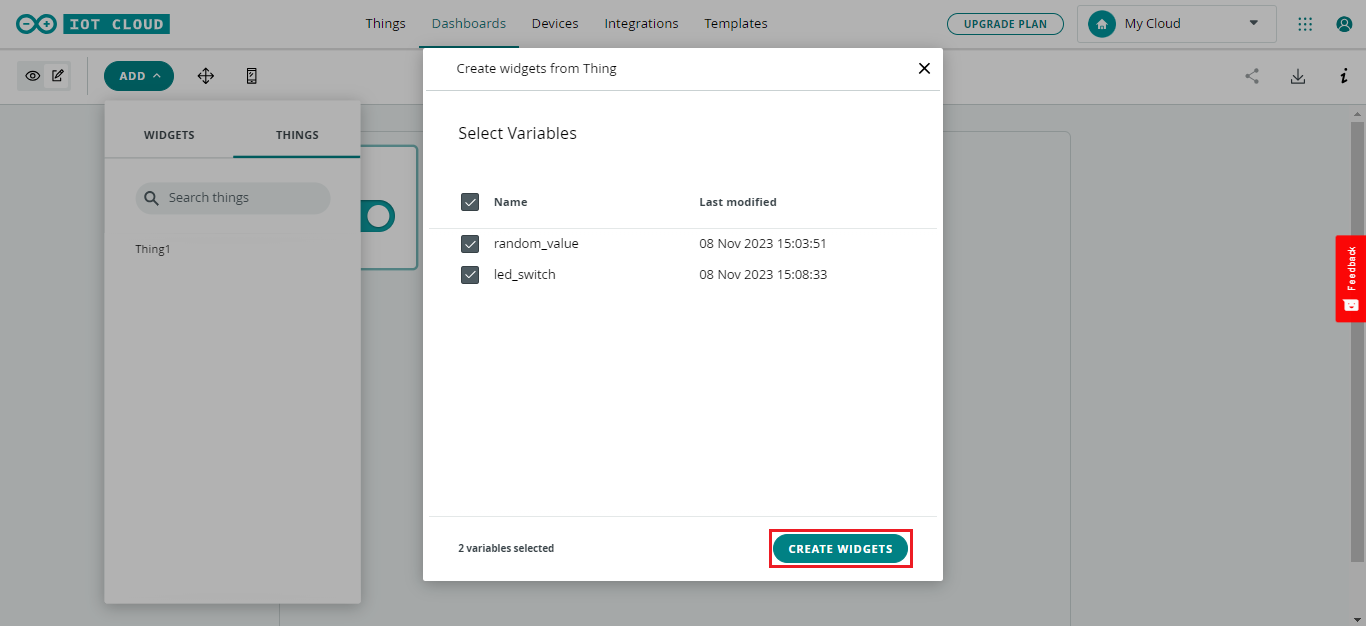 IOT CLOUD
Things Dashboards Devices Integrations Templates
UPGRADE PLAN
My Cloud
ADD
WIDGETS THINGS
Search things
Thing1
Create widgets from Thing
Select Variables
Name Last modified
random_value 08 Nov 2023 15:03:51
led_switch 08 Nov 2023 15:08:33
2 variables selected
CREATE WIDGETS
Feedback